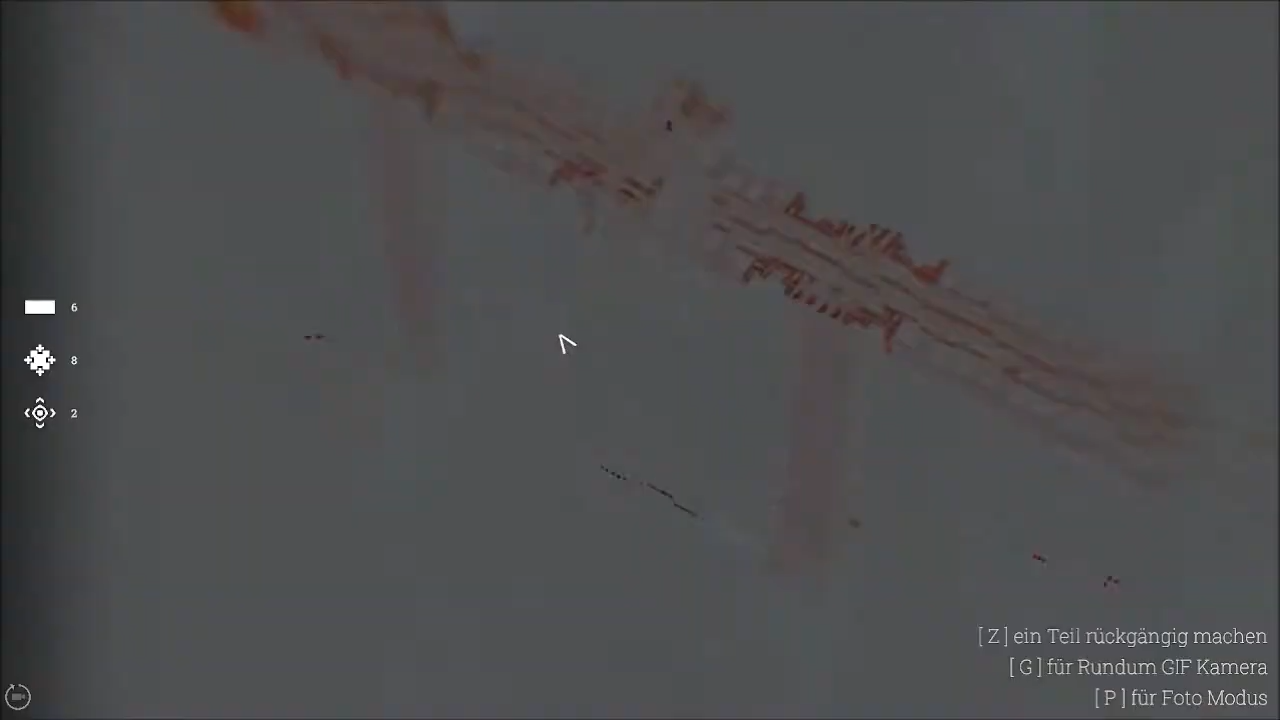 6
8
2
[ Z ] ein Teil rückgängig machen
[ G ] für Rundum GIF Kamera
[ P ] für Foto Modus